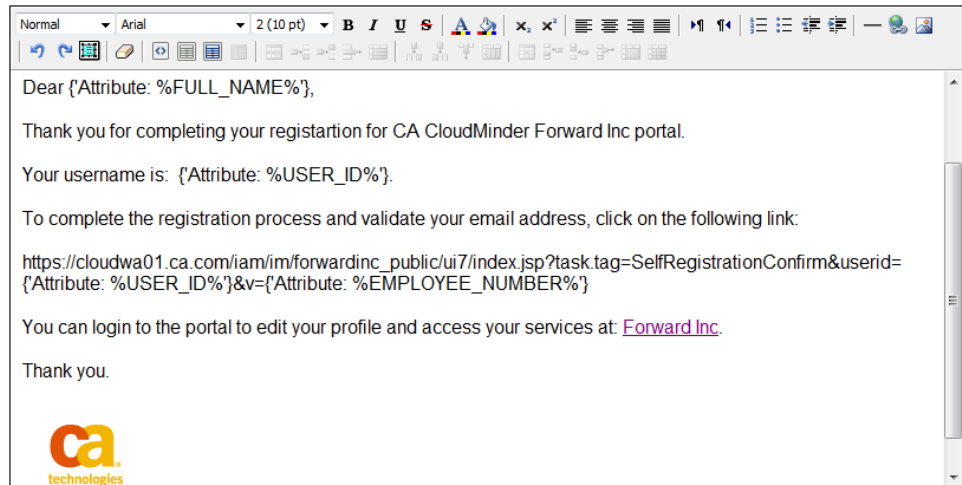 Normal Arial 2 (10 pt) B I U S A x₂ x²
Dear {'Attribute: %FULL_NAME%'},
Thank you for completing your registartion for CA CloudMinder Forward Inc portal.
Your username is:  {'Attribute: %USER_ID%'}.
To complete the registration process and validate your email address, click on the following link:
https://cloudwa01.ca.com/iam/im/forwardinc_public/ui7/index.jsp?task.tag=SelfRegistrationConfirm&userid=
{'Attribute: %USER_ID%'}&v={'Attribute: %EMPLOYEE_NUMBER%'}
You can login to the portal to edit your profile and access your services at: Forward Inc.
Thank you.
ca
technologies